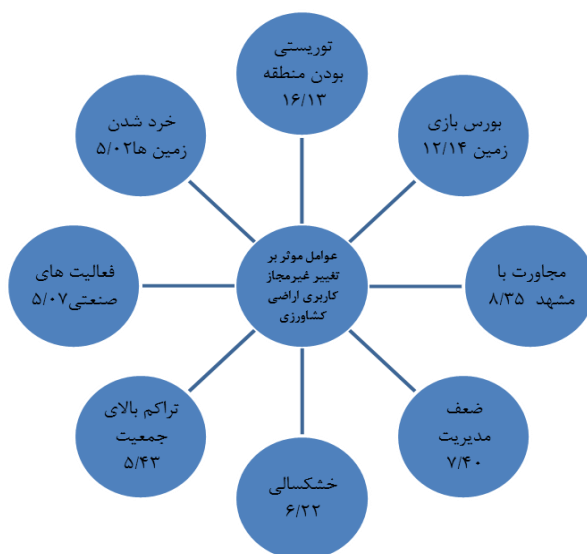 توریستی
بودن منطقه
۱۶/۱۳
بورس بازی
زمین ۱۲/۱۴
مجاورت با
مشهد ۸/۳۵
ضعف
مدیریت
۷/۴۰
خشکسالی
۶/۲۲
تراکم بالای
جمعیت
۵/۴۳
فعالیت های
صنعتی۵/۰۷
خرد شدن
زمین ها۵/۰۲
عوامل موثر بر
تغییر غیرمجاز
کاربری اراضی
کشاورزی